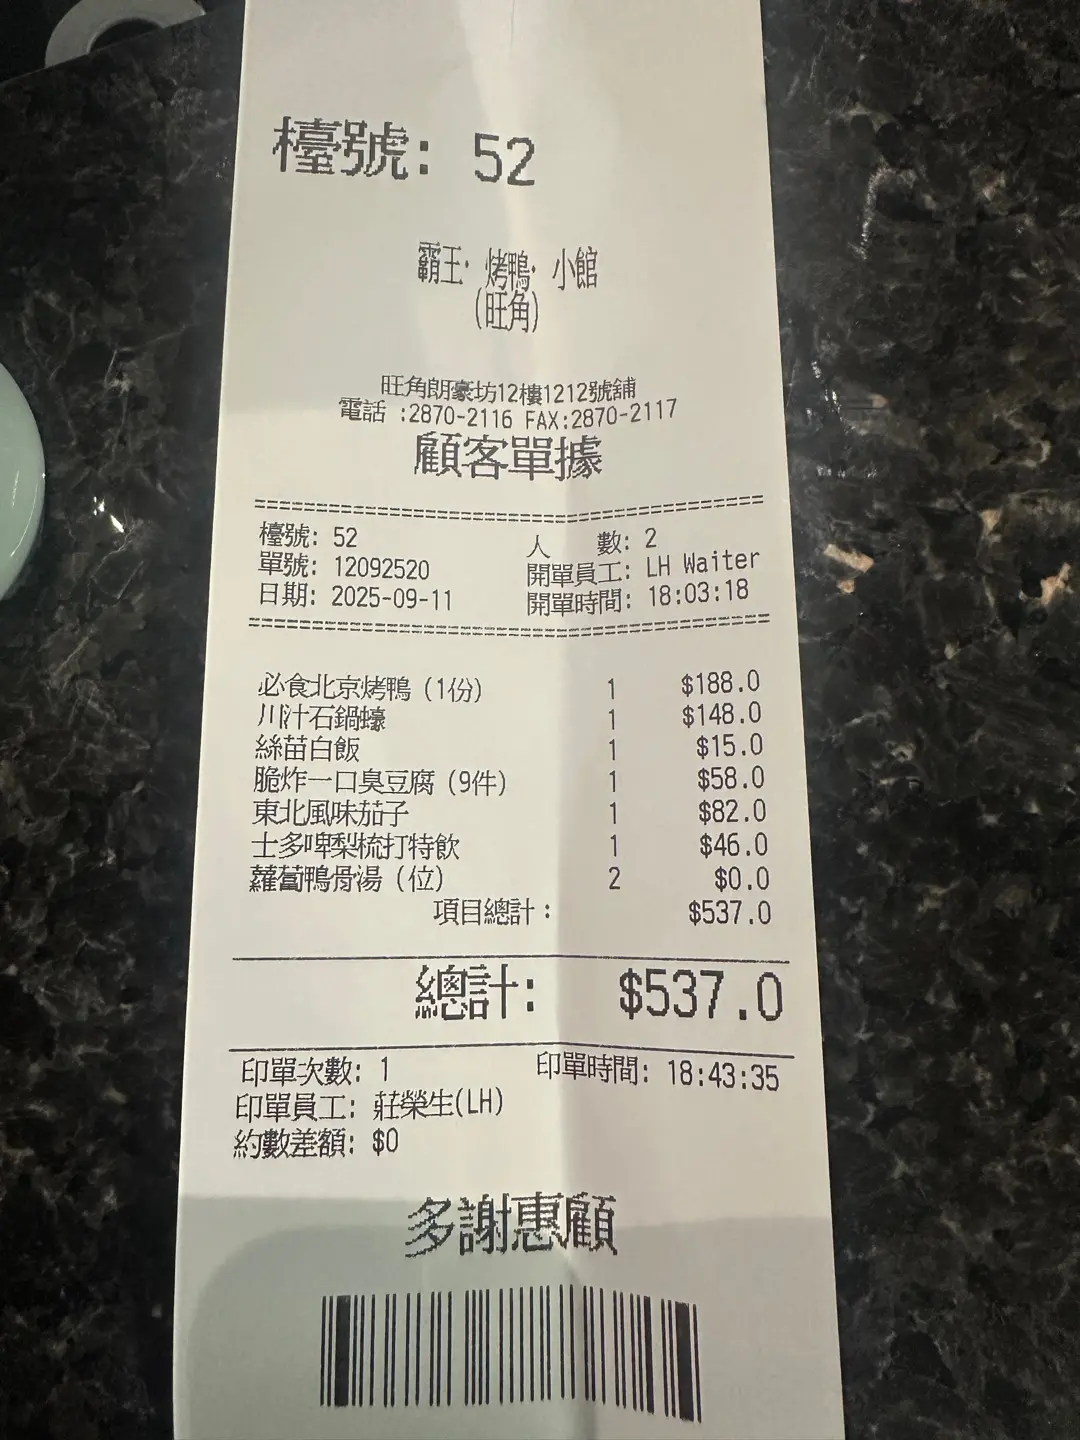 檯號: 52
霸王·烤鴨·小館
(旺角)
旺角朗豪坊12樓1212號舖
電話 :2870-2116 FAX:2870-2117
顧客單據
檯號: 52 人 數: 2
單號: 12092520 開單員工: LH Waiter
日期: 2025-09-11 開單時間: 18:03:18
必食北京烤鴨 (1份) 1 $188.0
川汁石鍋蠔 1 $148.0
絲苗白飯 1 $15.0
脆炸一口臭豆腐 (9件) 1 $58.0
東北風味茄子 1 $82.0
士多啤梨梳打特飲 1 $46.0
蘿蔔鴨骨湯 (位) 2 $0.0
項目總計: $537.0
總計: $537.0
印單次數: 1 印單時間: 18:43:35
印單員工: 莊榮生(LH)
約數差額: $0
多謝惠顧